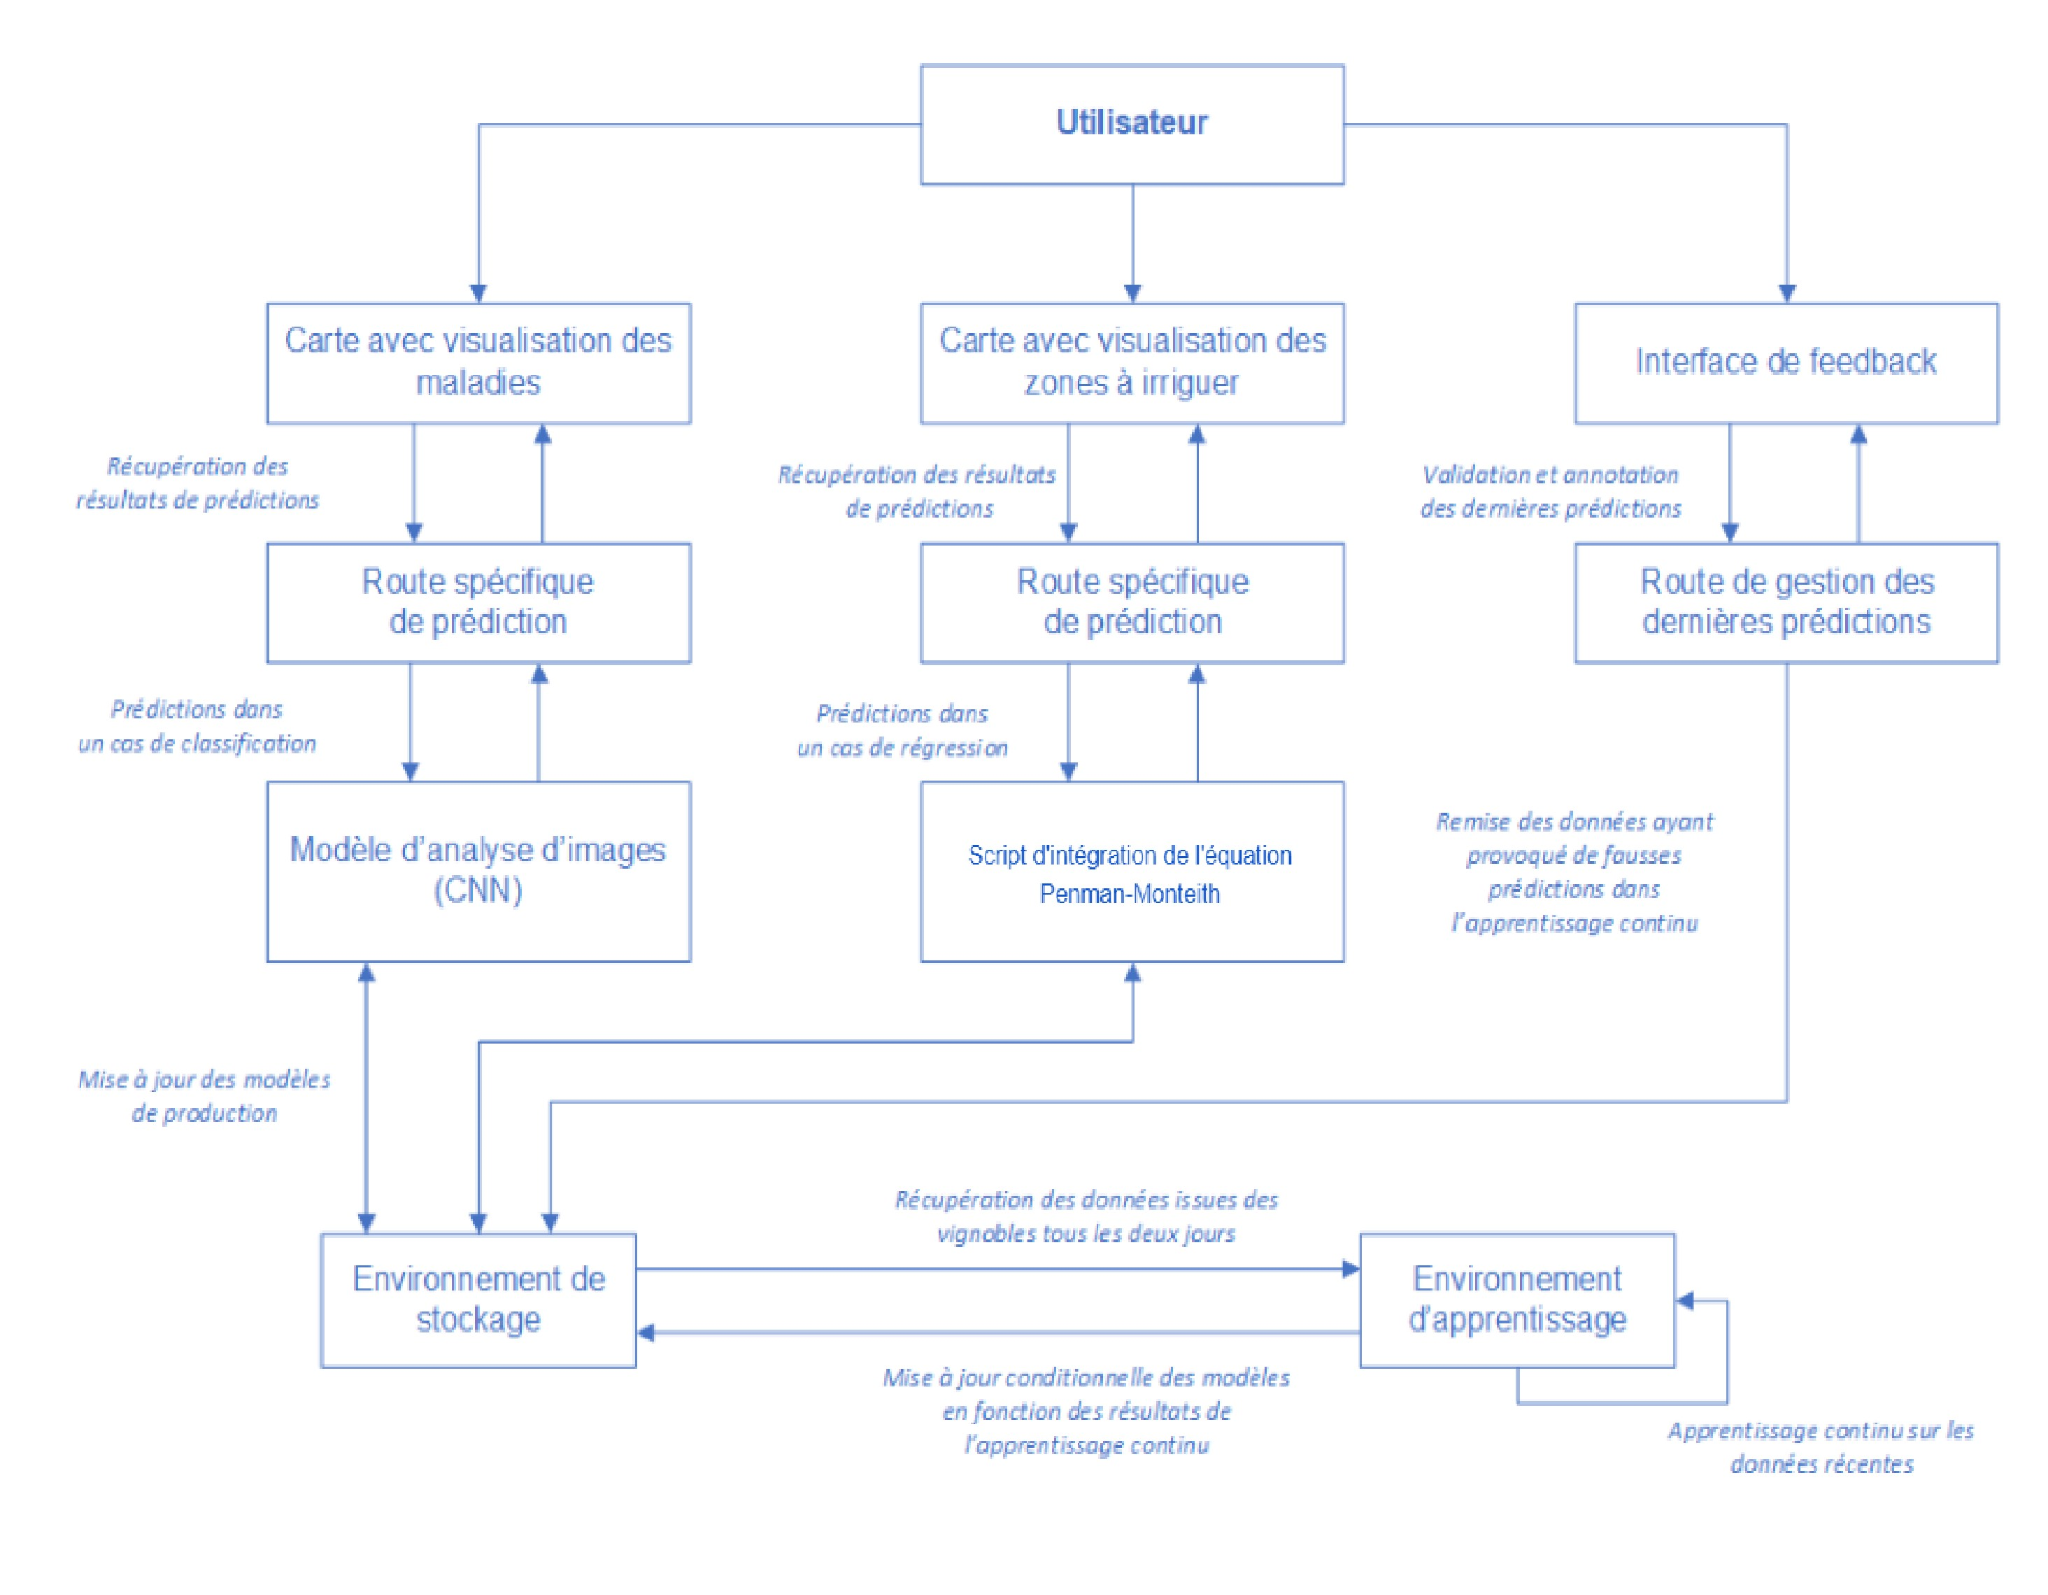 Utilisateur
Carte avec visualisation des
maladies
Carte avec visualisation des
zones à irriguer
Interface de feedback
Récupération des
résultats de prédictions
Récupération des résultats
de prédictions
Validation et annotation
des dernières prédictions
Route spécifique
de prédiction
Route spécifique
de prédiction
Route de gestion des
dernières prédictions
Prédictions dans
un cas de classification
Prédictions dans
un cas de régression
Modèle d'analyse d'images
(CNN)
Script d'intégration de l'équation
Penman-Monteith
Remise des données ayant
provoqué de fausses
prédictions dans
l'apprentissage continu
Mise à jour des modèles
de production
Récupération des données issues des
vignobles tous les deux jours
Environnement de
stockage
Environnement
d'apprentissage
Mise à jour conditionnelle des modèles
en fonction des résultats de
l'apprentissage continu
Apprentissage continu sur les
données récentes